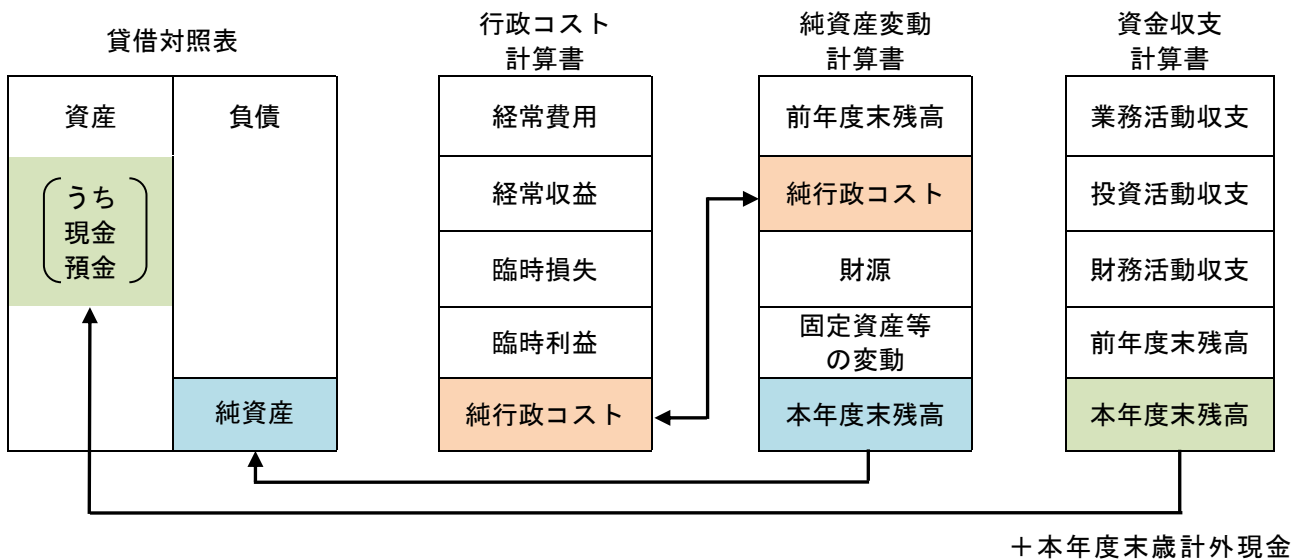 貸借対照表
資産
負債
うち
現金
預金
純資産
行政コスト
計算書
経常費用
経常収益
臨時損失
臨時利益
純行政コスト
純資産変動
計算書
前年度末残高
純行政コスト
財源
固定資産等
の変動
本年度末残高
資金収支
計算書
業務活動収支
投資活動収支
財務活動収支
前年度末残高
本年度末残高
＋本年度末歳計外現金